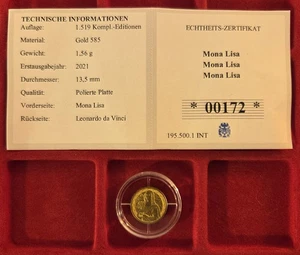 TECHNISCHE INFORMATIONEN
Auflage: 1.519 Kompl.-Editionen
Material: Gold 585
Gewicht: 1,56 g
Erstausgabejahr: 2021
Durchmesser: 13,5 mm
Qualität: Polierte Platte
Vorderseite: Mona Lisa
Rückseite: Leonardo da Vinci
ECHTHEITS-ZERTIFIKAT
Mona Lisa
Mona Lisa
Mona Lisa
* 00172 *
195.500.1 INT